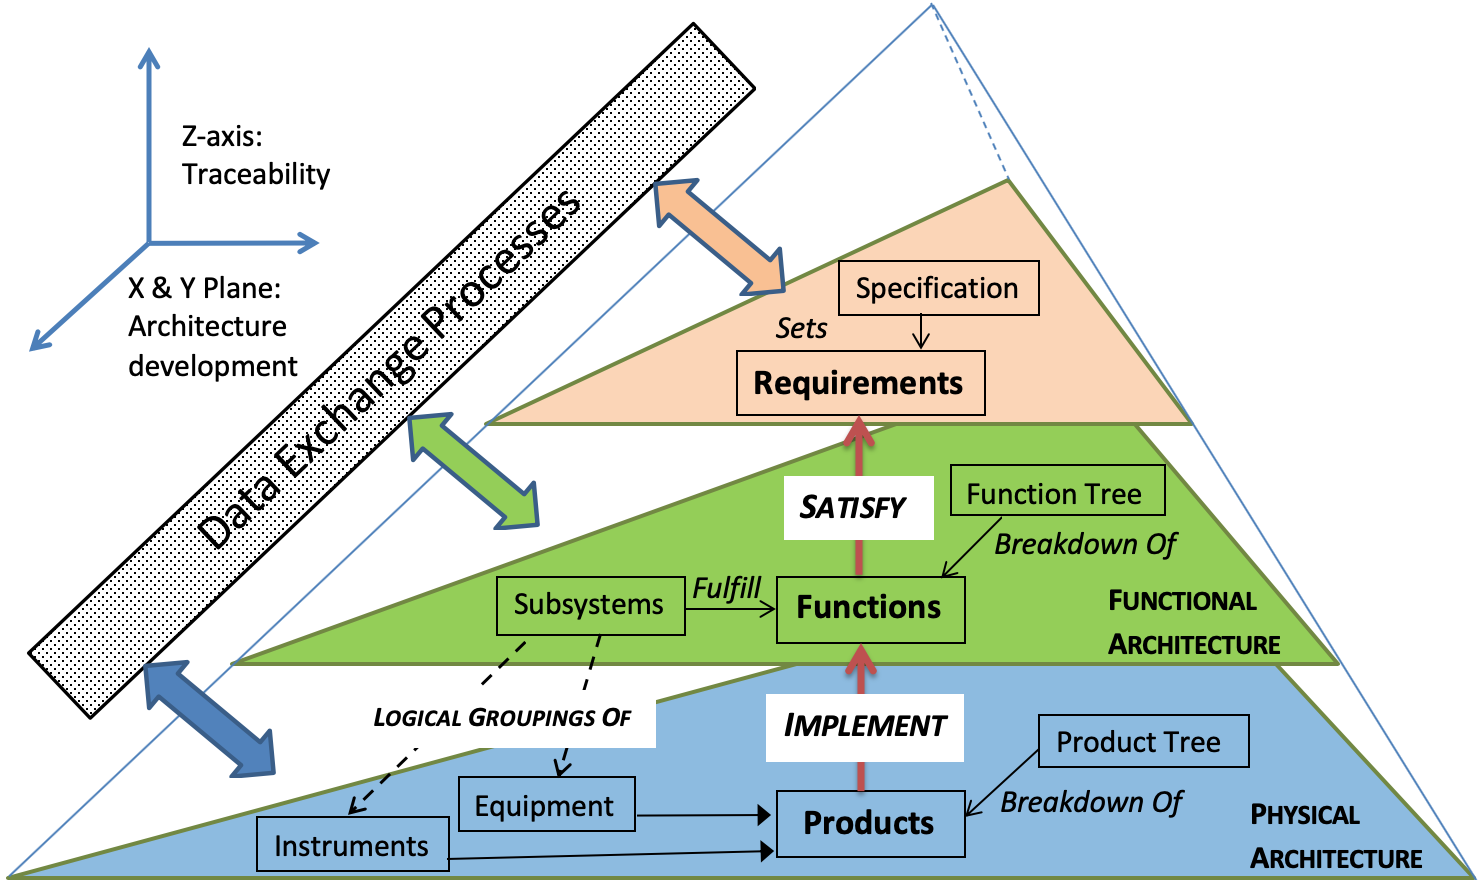 Z-axis:
Traceability
X & Y Plane:
Architecture
development
Data Exchange Processes
Specification
Sets
Requirements
SATISFY
Function Tree
Breakdown Of
Subsystems
Fulfill
Functions
FUNCTIONAL
ARCHITECTURE
LOGICAL GROUPINGS OF
IMPLEMENT
Product Tree
Breakdown Of
Equipment
Products
Instruments
PHYSICAL
ARCHITECTURE